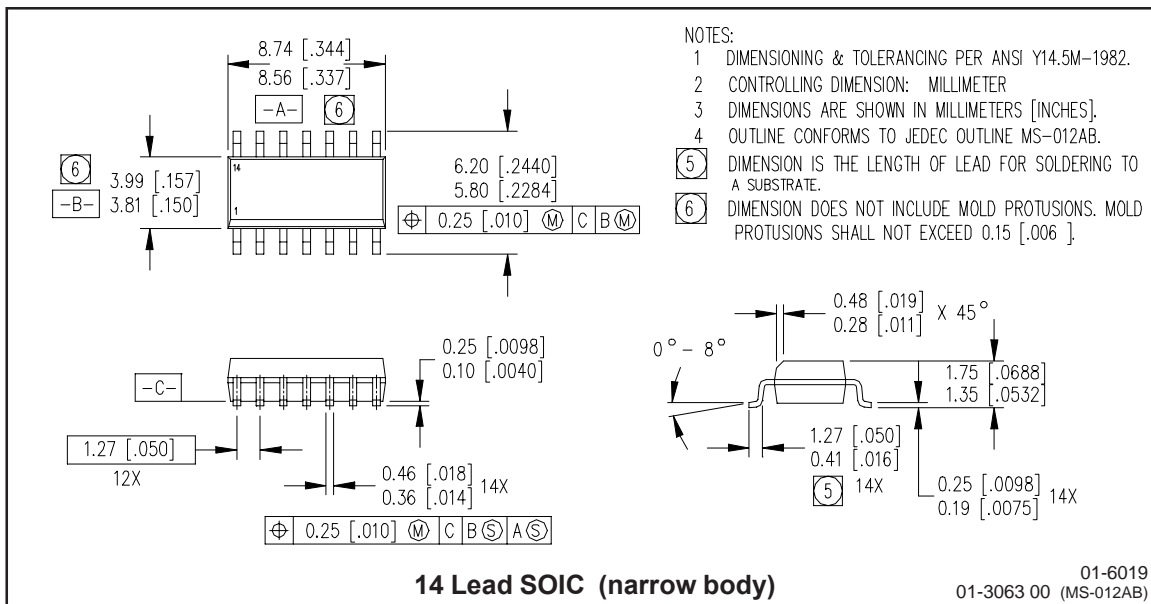 8.74 [.344]
8.56 [.337]
-A- 6
6
-B-
3.99 [.157]
3.81 [.150]
14
1
6.20 [.2440]
5.80 [.2284]
⌖ 0.25 [.010] Ⓜ C B Ⓜ
NOTES:
1 DIMENSIONING & TOLERANCING PER ANSI Y14.5M-1982.
2 CONTROLLING DIMENSION: MILLIMETER
3 DIMENSIONS ARE SHOWN IN MILLIMETERS [INCHES].
4 OUTLINE CONFORMS TO JEDEC OUTLINE MS-012AB.
5 DIMENSION IS THE LENGTH OF LEAD FOR SOLDERING TO
A SUBSTRATE.
6 DIMENSION DOES NOT INCLUDE MOLD PROTUSIONS. MOLD
PROTUSIONS SHALL NOT EXCEED 0.15 [.006 ].
-C-
0.25 [.0098]
0.10 [.0040]
1.27 [.050]
12X
0.46 [.018]
0.36 [.014] 14X
⌖ 0.25 [.010] Ⓜ C B Ⓢ A Ⓢ
0.48 [.019]
0.28 [.011] X 45°
0° - 8°
1.75 [.0688]
1.35 [.0532]
1.27 [.050]
0.41 [.016]
5 14X
0.25 [.0098]
0.19 [.0075] 14X
14 Lead SOIC (narrow body)
01-6019
01-3063 00 (MS-012AB)